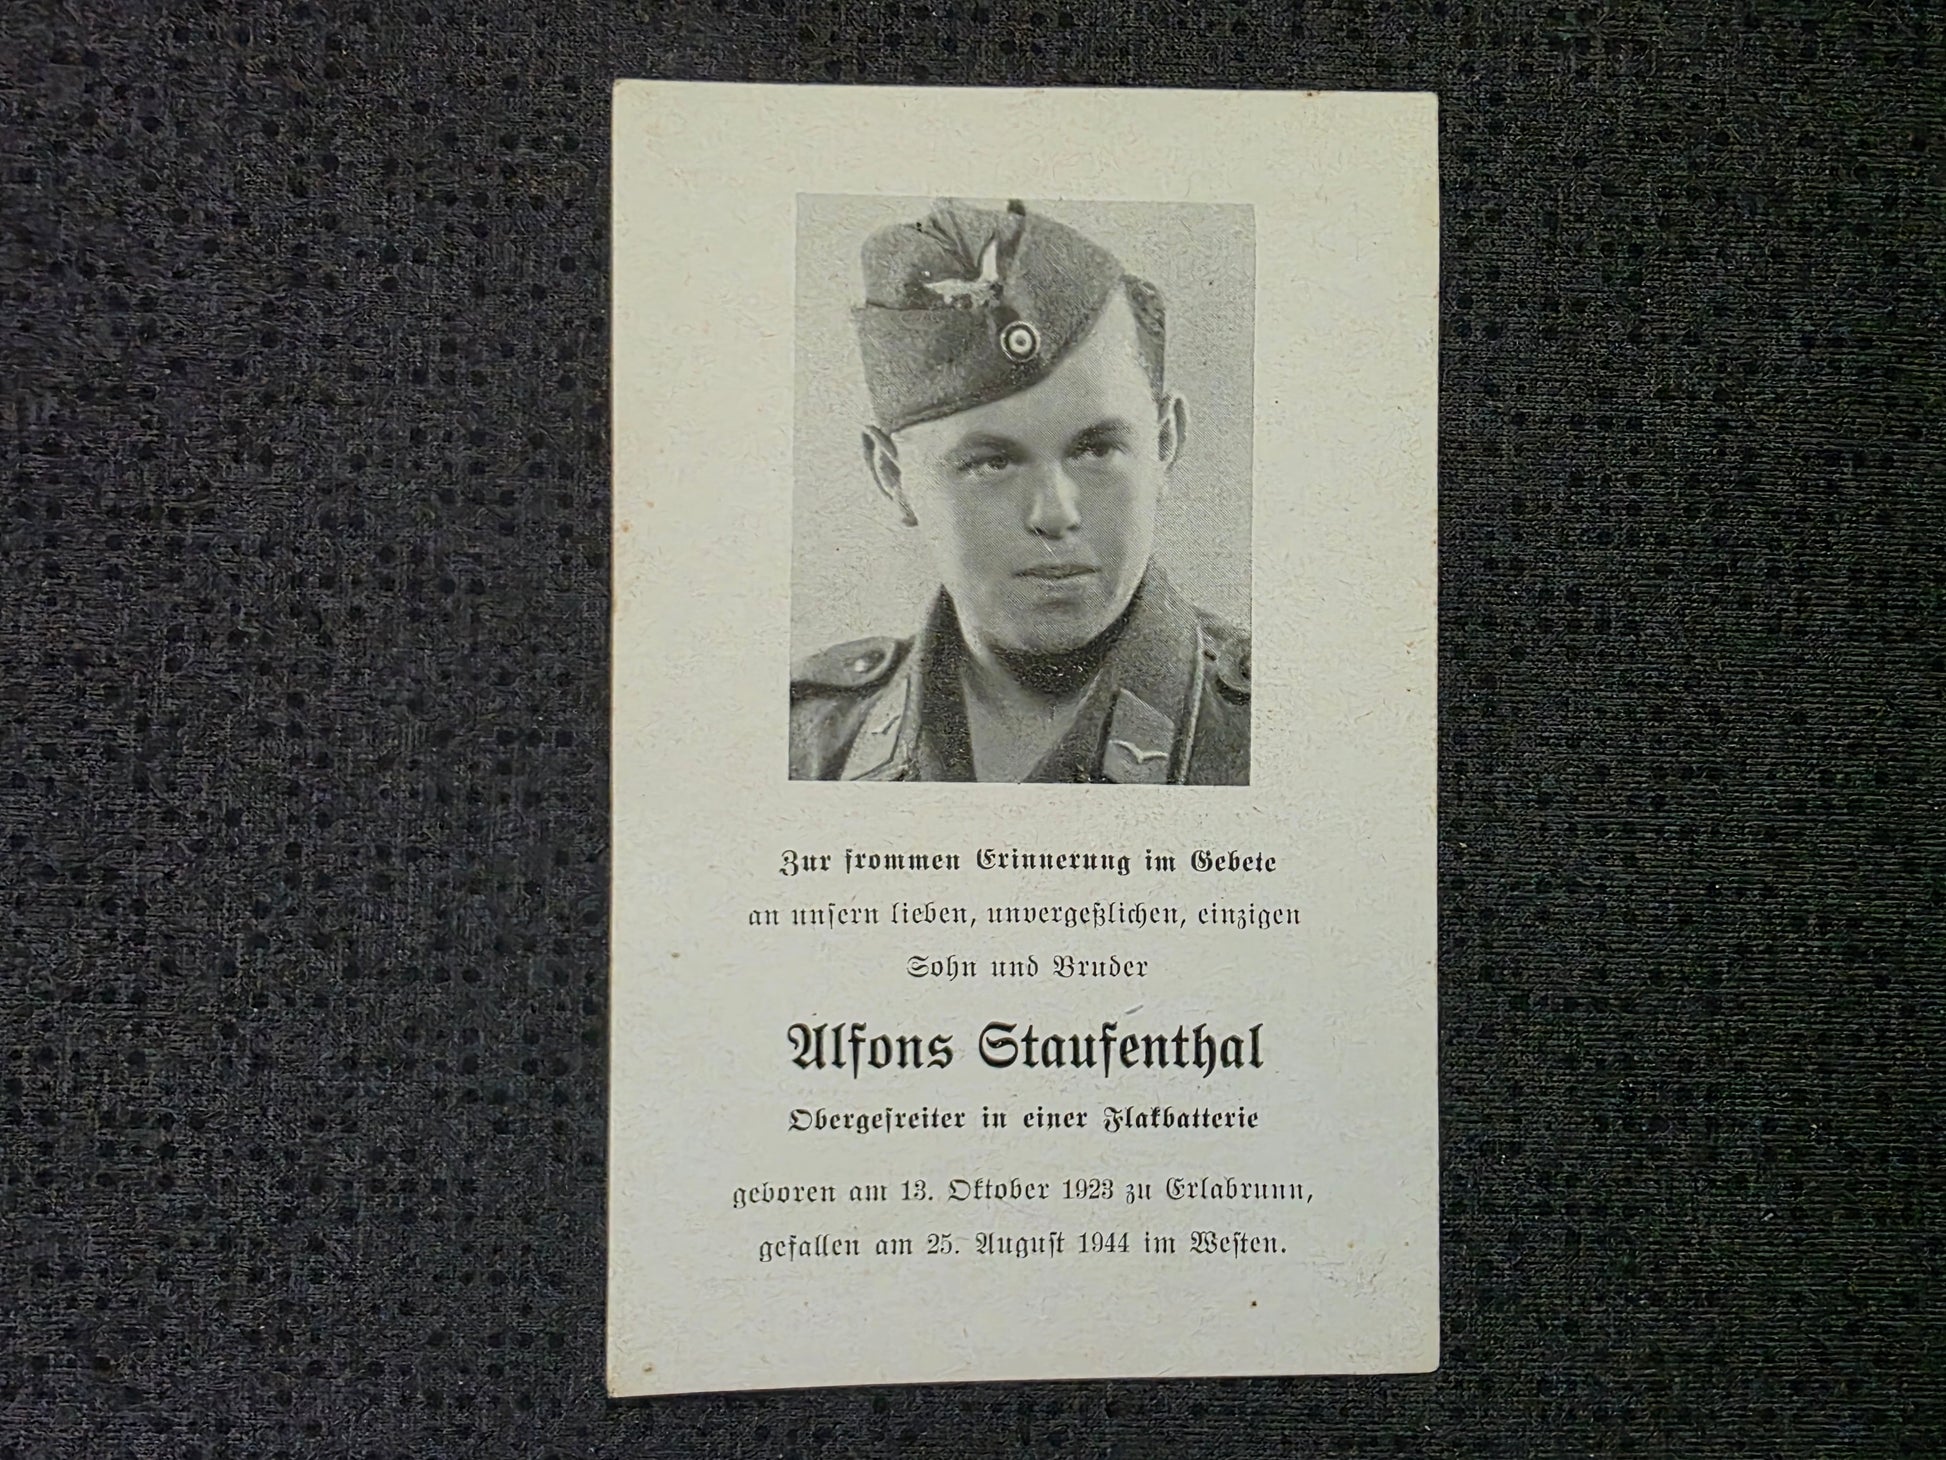 Zur frommen Erinnerung im Gebete
an unsern lieben, unvergeßlichen, einzigen
Sohn und Bruder
Alfons Staufenthal
Obergefreiter in einer Flakbatterie
geboren am 13. Oktober 1923 zu Erlabrunn,
gefallen am 25. August 1944 im Westen.